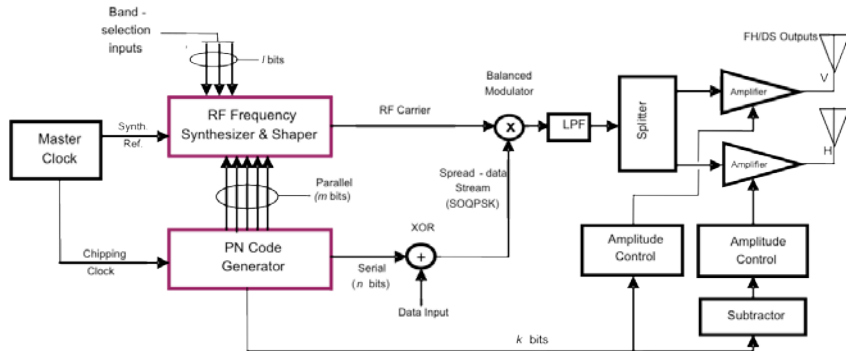 Band -
selection
inputs
l bits
FH/DS Outputs
V
Balanced
Modulator
RF Frequency
Synthesizer & Shaper
RF Carrier
X
LPF
Splitter
Amplifier
Master
Clock
Synth.
Ref.
H
Amplifier
Parallel
(m bits)
Spread - data
Stream
(SOQPSK)
XOR
PN Code
Generator
Chipping
Clock
Serial
(n bits)
+
Data Input
Amplitude
Control
Amplitude
Control
Subtractor
k bits